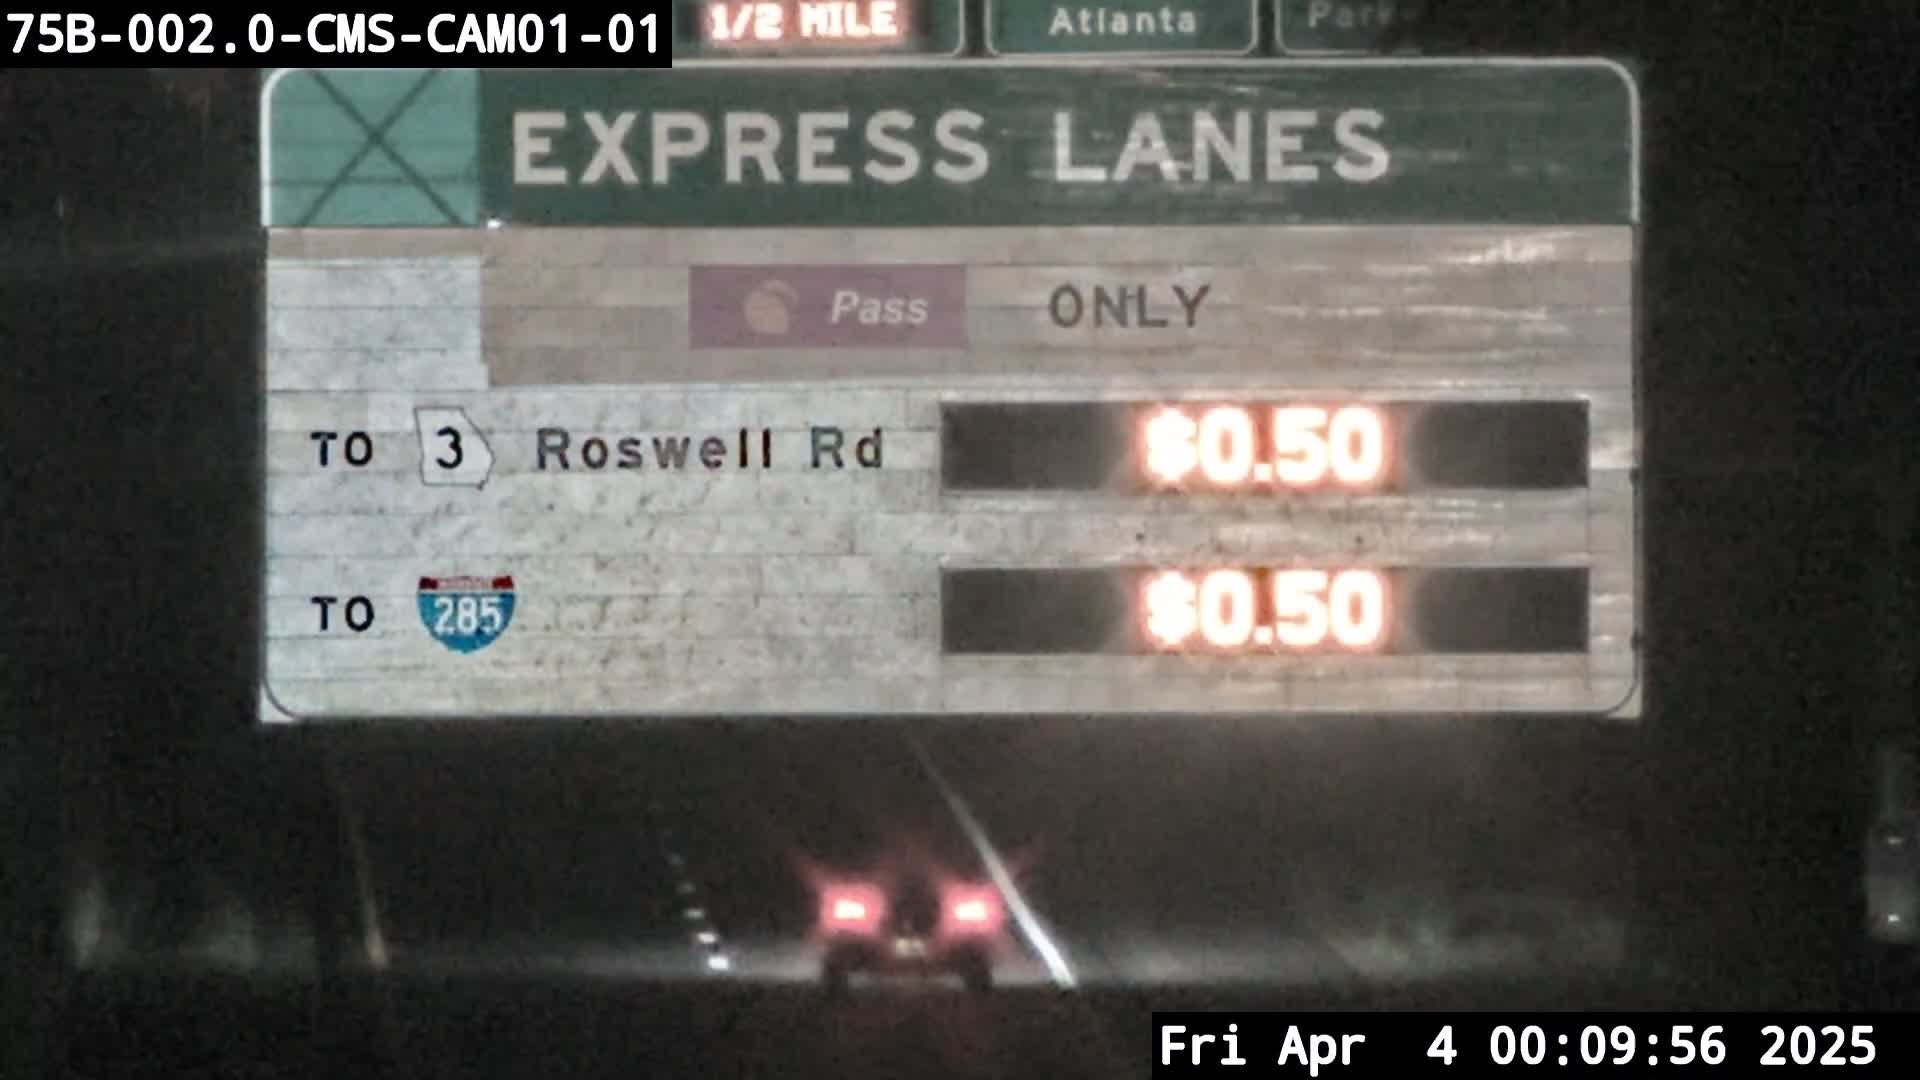 75B-002.0-CMS-CAM01-01
1/2 MILE
Atlanta
EXPRESS LANES
Pass ONLY
TO 3 Roswell Rd $0.50
TO 285 $0.50
Fri Apr 4 00:09:56 2025